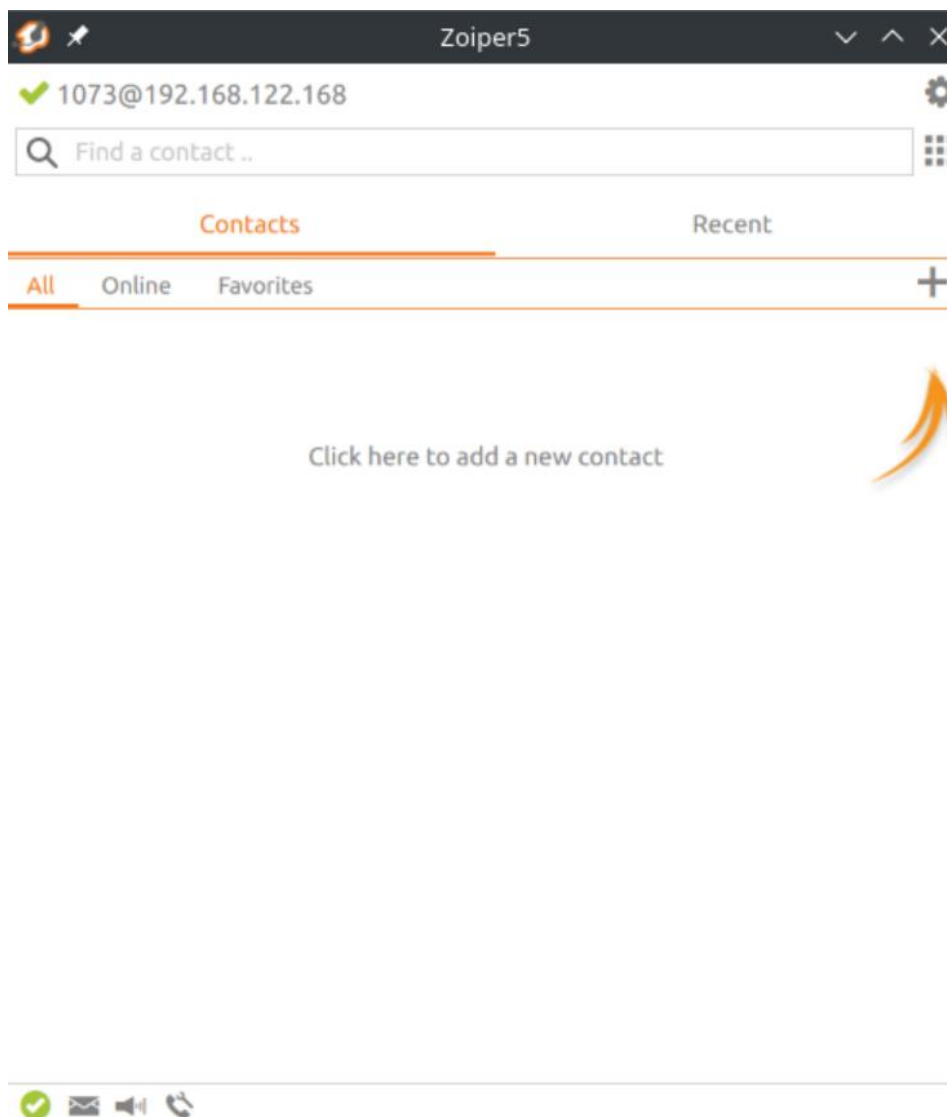 Zoiper5
1073@192.168.122.168
Find a contact ..
Contacts Recent
All Online Favorites
Click here to add a new contact